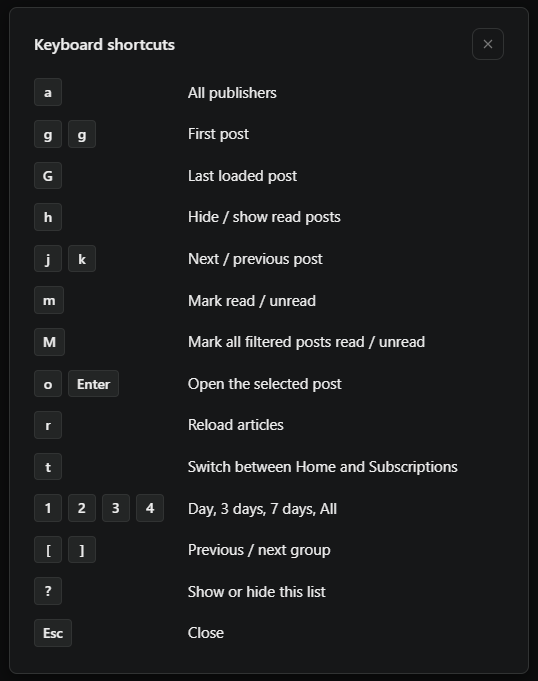 Keyboard shortcuts ×
a All publishers
g g First post
G Last loaded post
h Hide / show read posts
j k Next / previous post
m Mark read / unread
M Mark all filtered posts read / unread
o Enter Open the selected post
r Reload articles
t Switch between Home and Subscriptions
1 2 3 4 Day, 3 days, 7 days, All
[ ] Previous / next group
? Show or hide this list
Esc Close